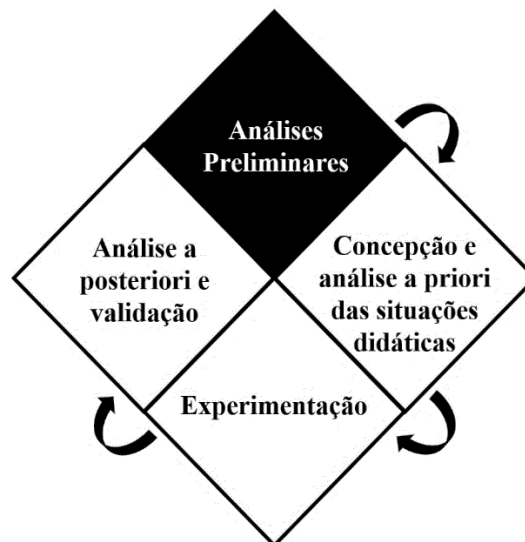 Análises
Preliminares
Concepção e
análise a priori
das situações
didáticas
Experimentação
Análise a
posteriori e
validação